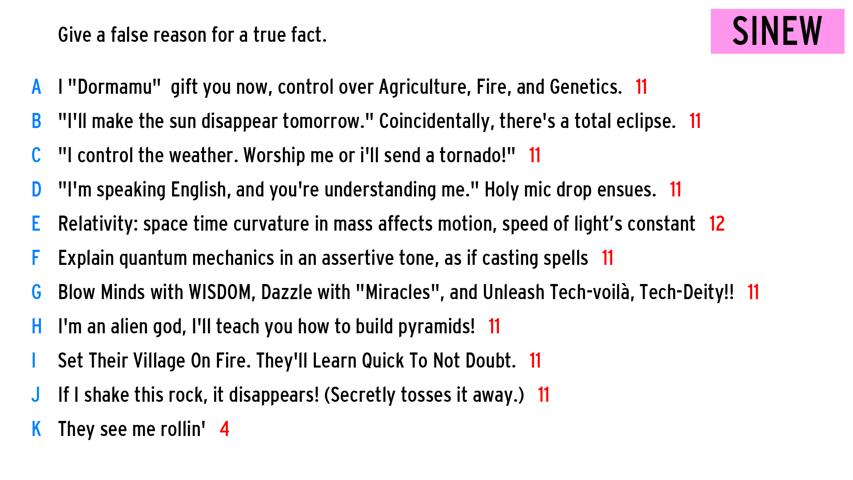 Give a false reason for a true fact.
SINEW
A I "Dormamu"  gift you now, control over Agriculture, Fire, and Genetics. 11
B "I'll make the sun disappear tomorrow." Coincidentally, there's a total eclipse. 11
C "I control the weather. Worship me or i'll send a tornado!" 11
D "I'm speaking English, and you're understanding me." Holy mic drop ensues. 11
E Relativity: space time curvature in mass affects motion, speed of light’s constant 12
F Explain quantum mechanics in an assertive tone, as if casting spells 11
G Blow Minds with WISDOM, Dazzle with "Miracles", and Unleash Tech-voilà, Tech-Deity!! 11
H I'm an alien god, I'll teach you how to build pyramids! 11
I Set Their Village On Fire. They'll Learn Quick To Not Doubt. 11
J If I shake this rock, it disappears! (Secretly tosses it away.) 11
K They see me rollin' 4